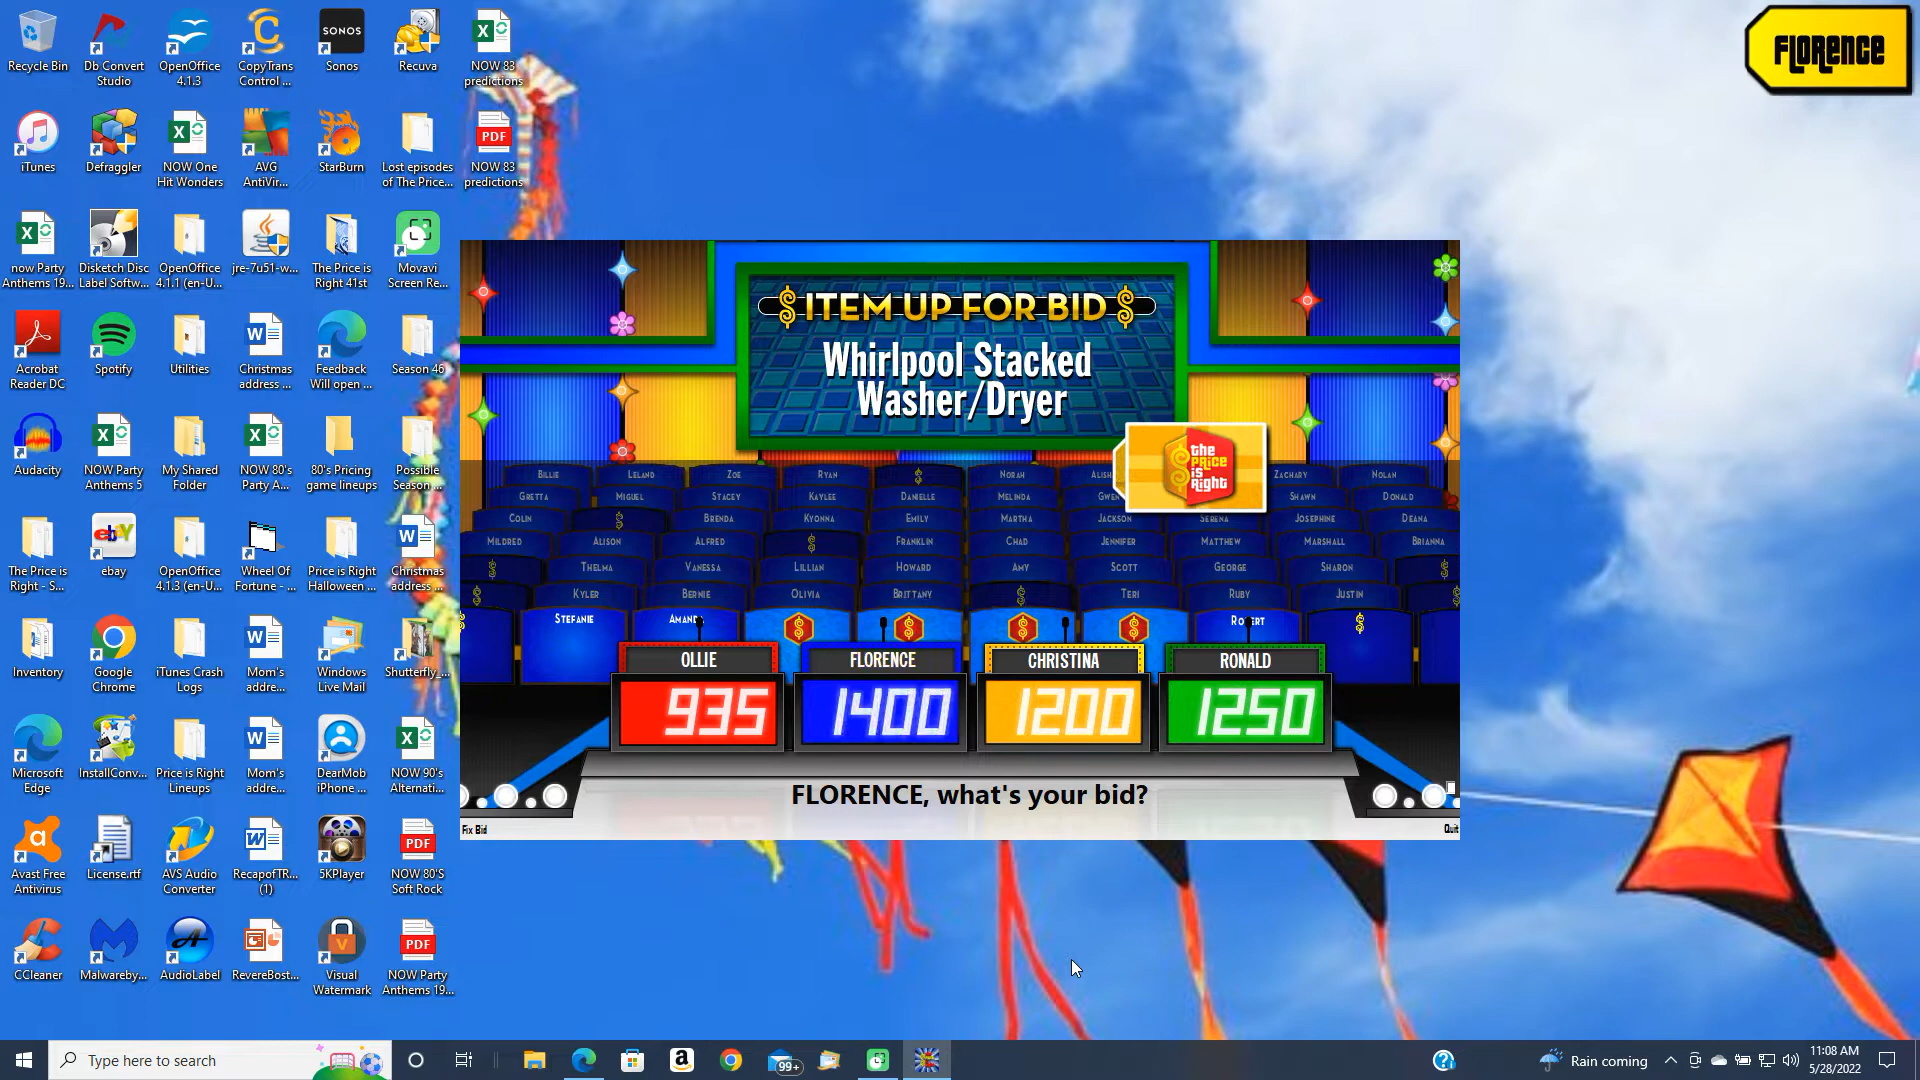 Recycle Bin
Db Convert
Studio
OpenOffice
4.1.3
CopyTrans
Control ...
SONOS
Sonos
Recuva
NOW 83
predictions
FLORENCE
iTunes
Defraggler
NOW One
Hit Wonders
AVG
AntiVir...
StarBurn
Lost episodes
of The Price...
PDF
NOW 83
predictions
now Party
Anthems 19...
Disketch Disc
Label Softw...
OpenOffice
4.1.1 (en-U...
jre-7u51-w...
The Price is
Right 41st
Movavi
Screen Re...
Acrobat
Reader DC
Spotify
Utilities
Christmas
address ...
Feedback
Will open ...
Season 46
Audacity
NOW Party
Anthems 5
My Shared
Folder
NOW 80's
Party A...
80's Pricing
game lineups
Possible
Season ...
The Price is
Right - S...
ebay
ebay
OpenOffice
4.1.3 (en-U...
Wheel Of
Fortune - ...
Price is Right
Halloween ...
Christmas
address ...
Inventory
Google
Chrome
iTunes Crash
Logs
Mom's
addre...
Windows
Live Mail
Shutterfly_...
Microsoft
Edge
InstallConv...
Price is Right
Lineups
Mom's
addre...
DearMob
iPhone ...
NOW 90's
Alternati...
Avast Free
Antivirus
License.rtf
AVS Audio
Converter
RecapofTR...
(1)
5KPlayer
PDF
NOW 80'S
Soft Rock
CCleaner
Malwareby...
AudioLabel
RevereBost...
Visual
Watermark
PDF
NOW Party
Anthems 19...
$ ITEM UP FOR BID $
Whirlpool Stacked
Washer/Dryer
the
PRICE
is
Right
BILLIE LELAND ZOE RYAN $ NORAH ALISH ZACHARY NOLAN
GRETTA MIGUEL STACEY KAYLEE DANIELLE MELINDA GWEN SHAWN DONALD
COLIN $ BRENDA KYONNA EMILY MARTHA JACKSON SERENA JOSEPHINE DEANA
MILDRED ALISON ALFRED $ FRANKLIN CHAD JENNIFER MATTHEW MARSHALL BRIANNA
$ THELMA VANESSA LILLIAN HOWARD AMY SCOTT GEORGE SHARON $
$ KYLER BERNIE OLIVIA BRITTANY $ TERI RUBY JUSTIN $
STEFANIE AMANDA $ $ $ $ ROBERT $
OLLIE FLORENCE CHRISTINA RONALD
935 1400 1200 1250
FLORENCE, what's your bid?
Fix Bid
Quit
Type here to search
99+
Rain coming
11:08 AM
5/28/2022